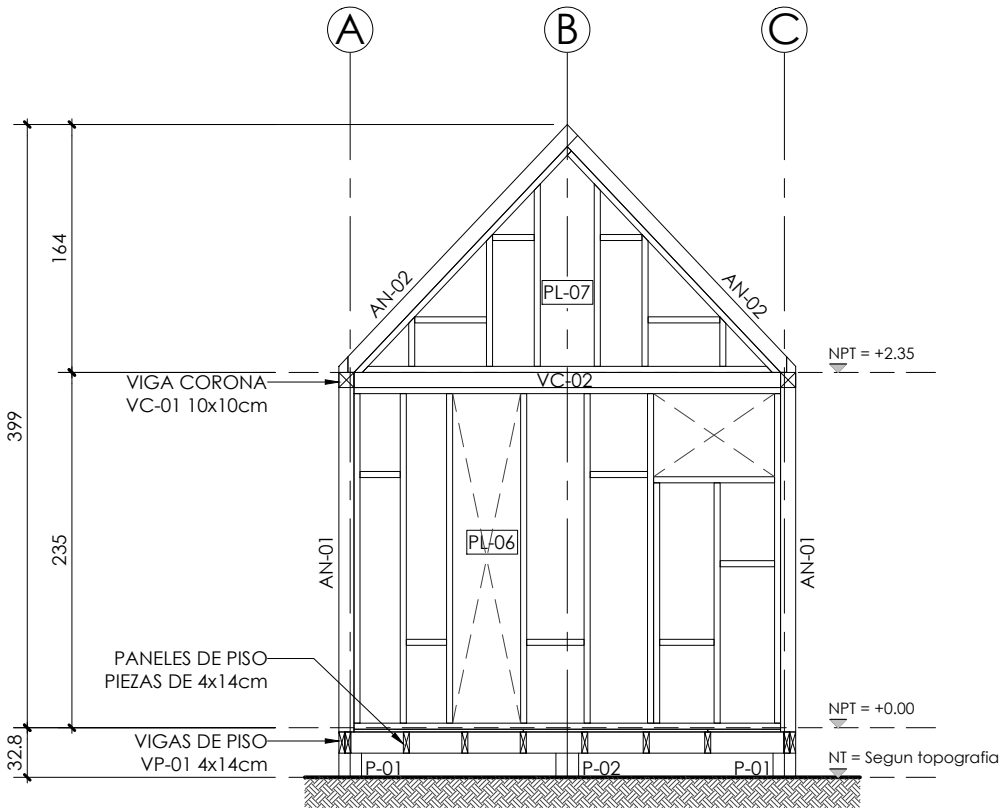 A
B
C
164
399
235
32.8
AN-02
AN-02
PL-07
NPT = +2.35
VIGA CORONA
VC-01 10x10cm
VC-02
PL-06
AN-01
AN-01
PANELES DE PISO
PIEZAS DE 4x14cm
NPT = +0.00
VIGAS DE PISO
VP-01 4x14cm
NT = Segun topografia
P-01
P-02
P-01